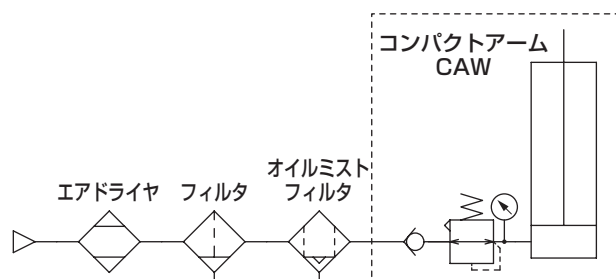 コンパクトアーム
CAW
エアドライヤ
フィルタ
オイルミスト
フィルタ